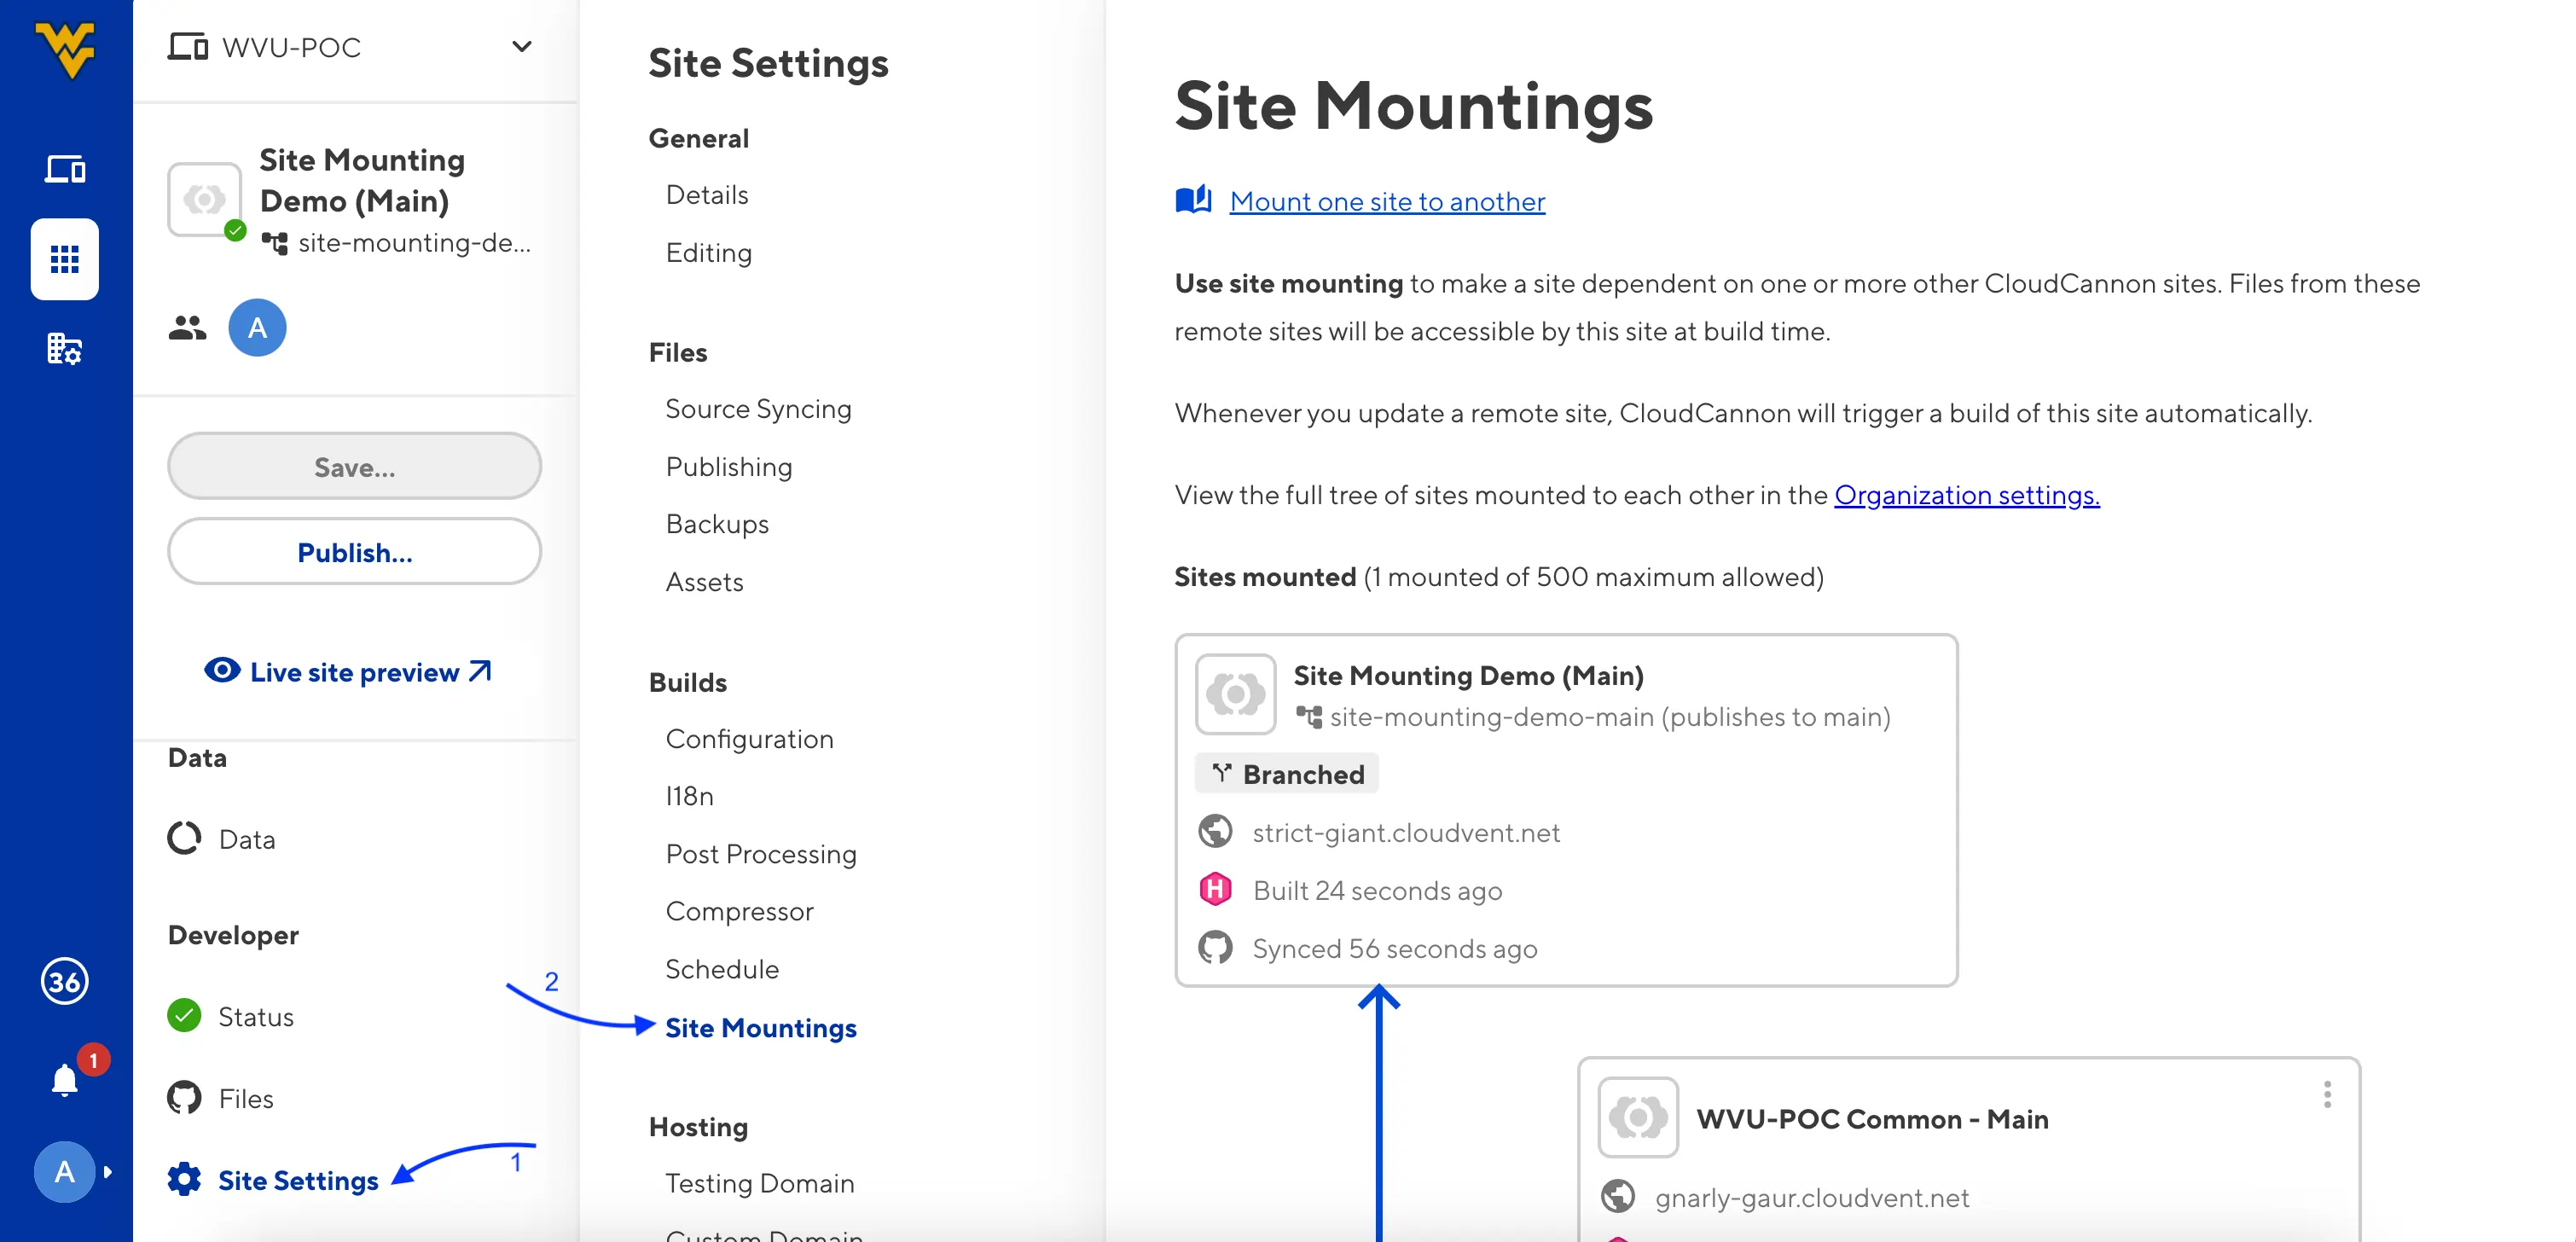 WVU-POC
Site Mounting
Demo (Main)
site-mounting-de...
A
Save...
Publish...
Live site preview
Data
Data
Developer
Status
Files
Site Settings
1
36
1
A
Site Settings
General
Details
Editing
Files
Source Syncing
Publishing
Backups
Assets
Builds
Configuration
I18n
Post Processing
Compressor
Schedule
2
Site Mountings
Hosting
Testing Domain
Custom Domain
Site Mountings
Mount one site to another
Use site mounting to make a site dependent on one or more other CloudCannon sites. Files from these
remote sites will be accessible by this site at build time.
Whenever you update a remote site, CloudCannon will trigger a build of this site automatically.
View the full tree of sites mounted to each other in the Organization settings.
Sites mounted (1 mounted of 500 maximum allowed)
Site Mounting Demo (Main)
site-mounting-demo-main (publishes to main)
Branched
strict-giant.cloudvent.net
Built 24 seconds ago
Synced 56 seconds ago
WVU-POC Common - Main
gnarly-gaur.cloudvent.net